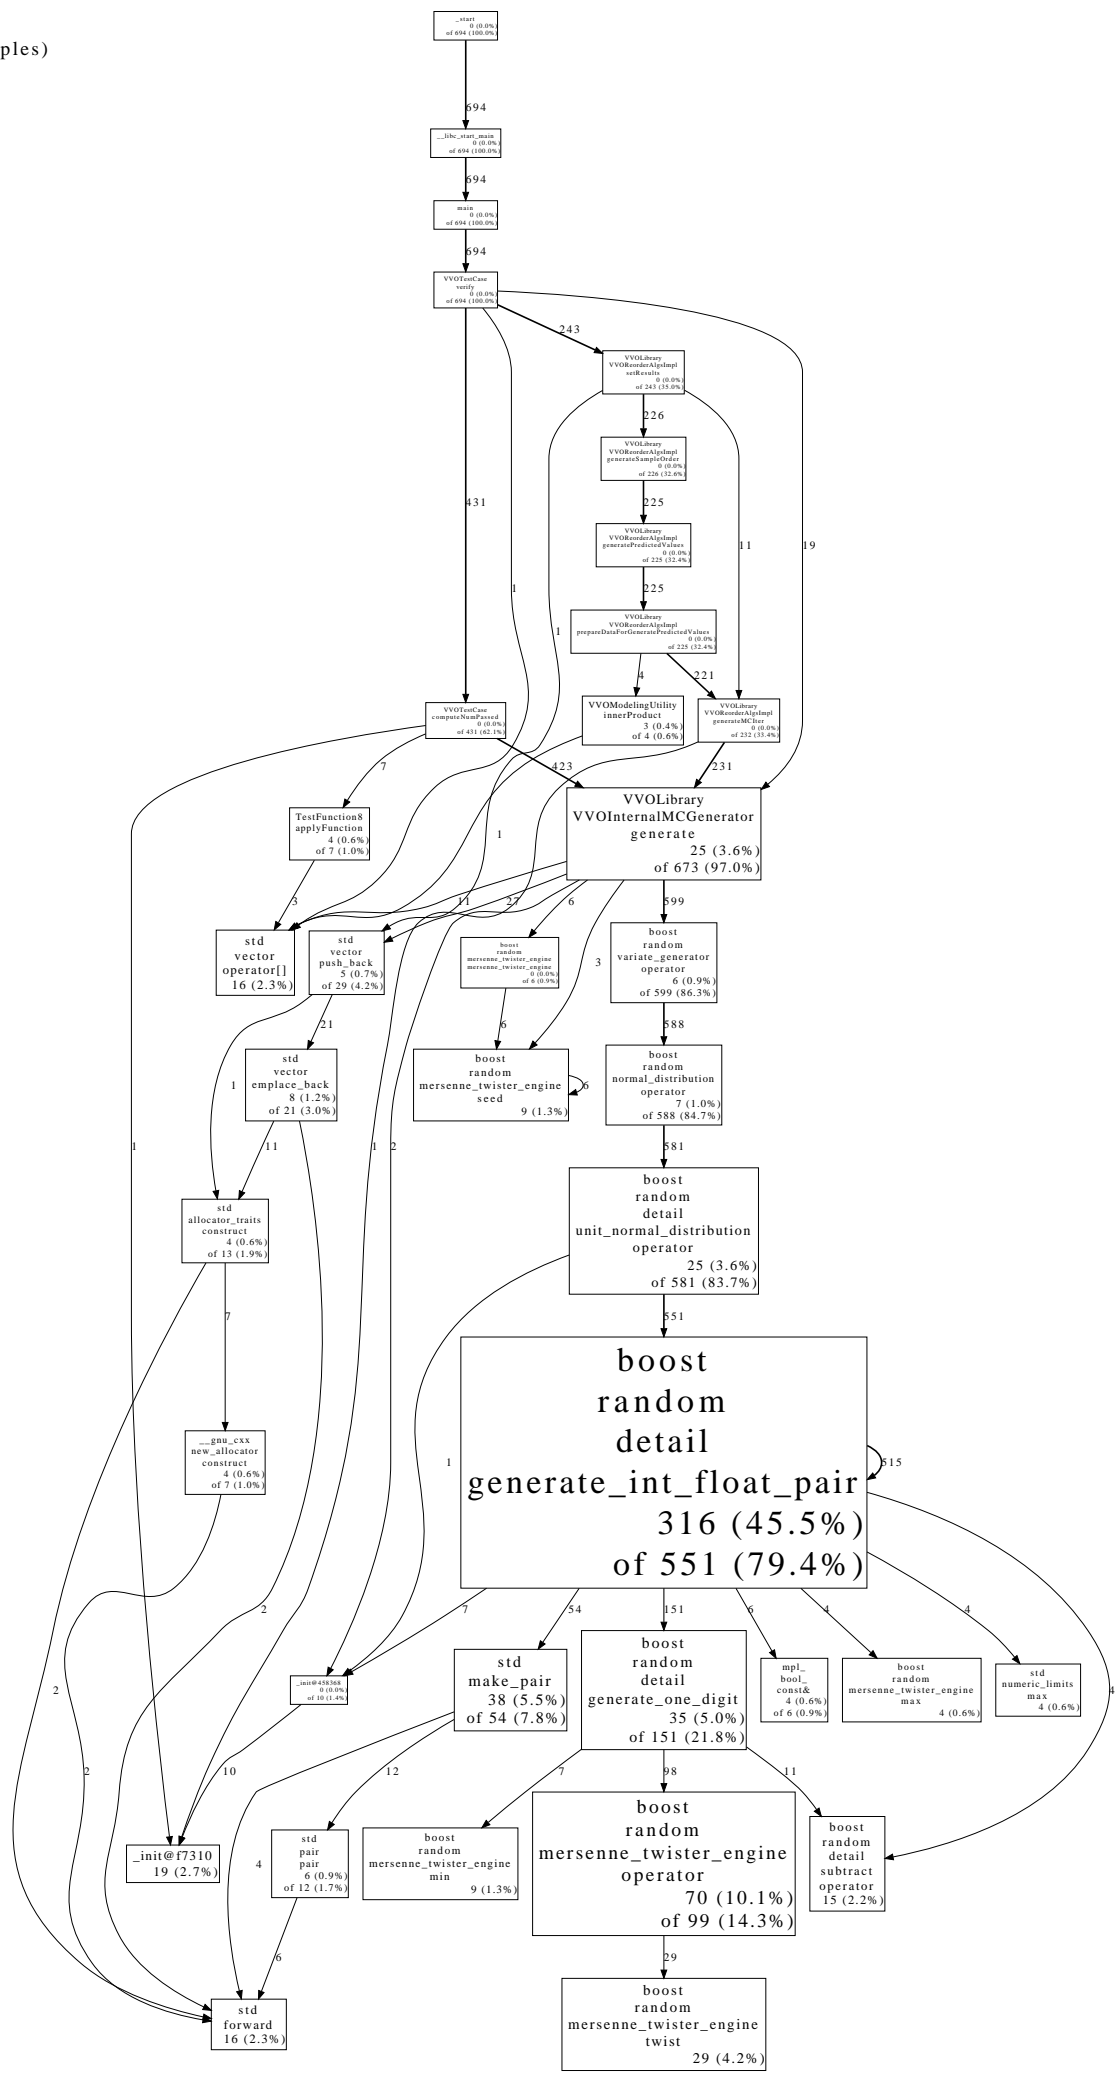 _start
0 (0.0%)
of 694 (100.0%)
ples)
694
__libc_start_main
0 (0.0%)
of 694 (100.0%)
694
main
0 (0.0%)
of 694 (100.0%)
694
VVOTestCase
verify
0 (0.0%)
of 694 (100.0%)
243
VVOLibrary
VVOReorderAlgsImpl
setResults
0 (0.0%)
of 243 (35.0%)
226
VVOLibrary
VVOReorderAlgsImpl
generateSampleOrder
0 (0.0%)
of 226 (32.6%)
431
225
VVOLibrary
VVOReorderAlgsImpl
generatePredictedValues
0 (0.0%)
of 225 (32.4%)
11
19
1
225
VVOLibrary
VVOReorderAlgsImpl
prepareDataForGeneratePredictedValues
0 (0.0%)
of 225 (32.4%)
1
4
221
VVOTestCase
computeNumPassed
0 (0.0%)
of 431 (62.1%)
VVOModelingUtility
innerProduct
3 (0.4%)
of 4 (0.6%)
VVOLibrary
VVOReorderAlgsImpl
generateMCIter
0 (0.0%)
of 232 (33.4%)
7
423
231
TestFunction8
applyFunction
4 (0.6%)
of 7 (1.0%)
1
VVOLibrary
VVOInternalMCGenerator
generate
25 (3.6%)
of 673 (97.0%)
3
11
27
6
599
std
vector
operator[]
16 (2.3%)
std
vector
push_back
5 (0.7%)
of 29 (4.2%)
boost
random
mersenne_twister_engine
mersenne_twister_engine
0 (0.0%)
of 6 (0.9%)
3
boost
random
variate_generator
operator
6 (0.9%)
of 599 (86.3%)
21
6
588
1
std
vector
emplace_back
8 (1.2%)
of 21 (3.0%)
boost
random
mersenne_twister_engine
seed
9 (1.3%)
6
boost
random
normal_distribution
operator
7 (1.0%)
of 588 (84.7%)
1
11
1
2
581
std
allocator_traits
construct
4 (0.6%)
of 13 (1.9%)
boost
random
detail
unit_normal_distribution
operator
25 (3.6%)
of 581 (83.7%)
7
551
__gnu_cxx
new_allocator
construct
4 (0.6%)
of 7 (1.0%)
1
boost
random
detail
generate_int_float_pair
316 (45.5%)
of 551 (79.4%)
515
2
7
54
151
6
4
4
2
_init@458368
0 (0.0%)
of 10 (1.4%)
std
make_pair
38 (5.5%)
of 54 (7.8%)
boost
random
detail
generate_one_digit
35 (5.0%)
of 151 (21.8%)
mpl_
bool_
const&
4 (0.6%)
of 6 (0.9%)
boost
random
mersenne_twister_engine
max
4 (0.6%)
std
numeric_limits
max
4 (0.6%)
4
2
10
12
7
98
11
_init@f7310
19 (2.7%)
4
std
pair
pair
6 (0.9%)
of 12 (1.7%)
boost
random
mersenne_twister_engine
min
9 (1.3%)
boost
random
mersenne_twister_engine
operator
70 (10.1%)
of 99 (14.3%)
boost
random
detail
subtract
operator
15 (2.2%)
6
29
std
forward
16 (2.3%)
boost
random
mersenne_twister_engine
twist
29 (4.2%)